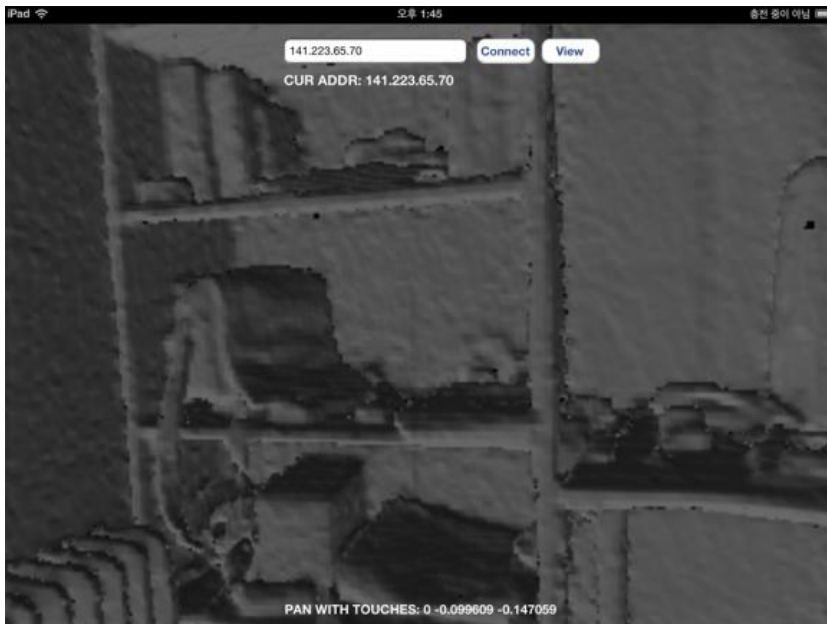 iPad 오후 1:45 충전 중이 아님
141.223.65.70 Connect View
CUR ADDR: 141.223.65.70
PAN WITH TOUCHES: 0 -0.099609 -0.147059